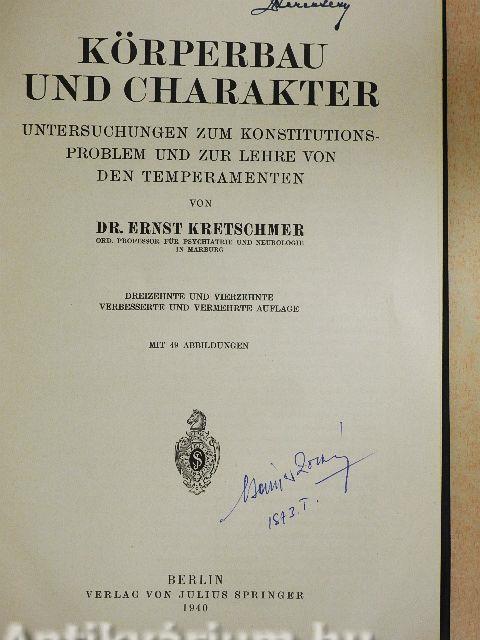 KÖRPERBAU
UND CHARAKTER
UNTERSUCHUNGEN ZUM KONSTITUTIONS-
PROBLEM UND ZUR LEHRE VON
DEN TEMPERAMENTEN
VON
DR. ERNST KRETSCHMER
ORD. PROFESSOR FÜR PSYCHIATRIE UND NEUROLOGIE
IN MARBURG
DREIZEHNTE UND VIERZEHNTE
VERBESSERTE UND VERMEHRTE AUFLAGE
MIT 49 ABBILDUNGEN
BERLIN
VERLAG VON JULIUS SPRINGER
1940
Antikvárium.hu